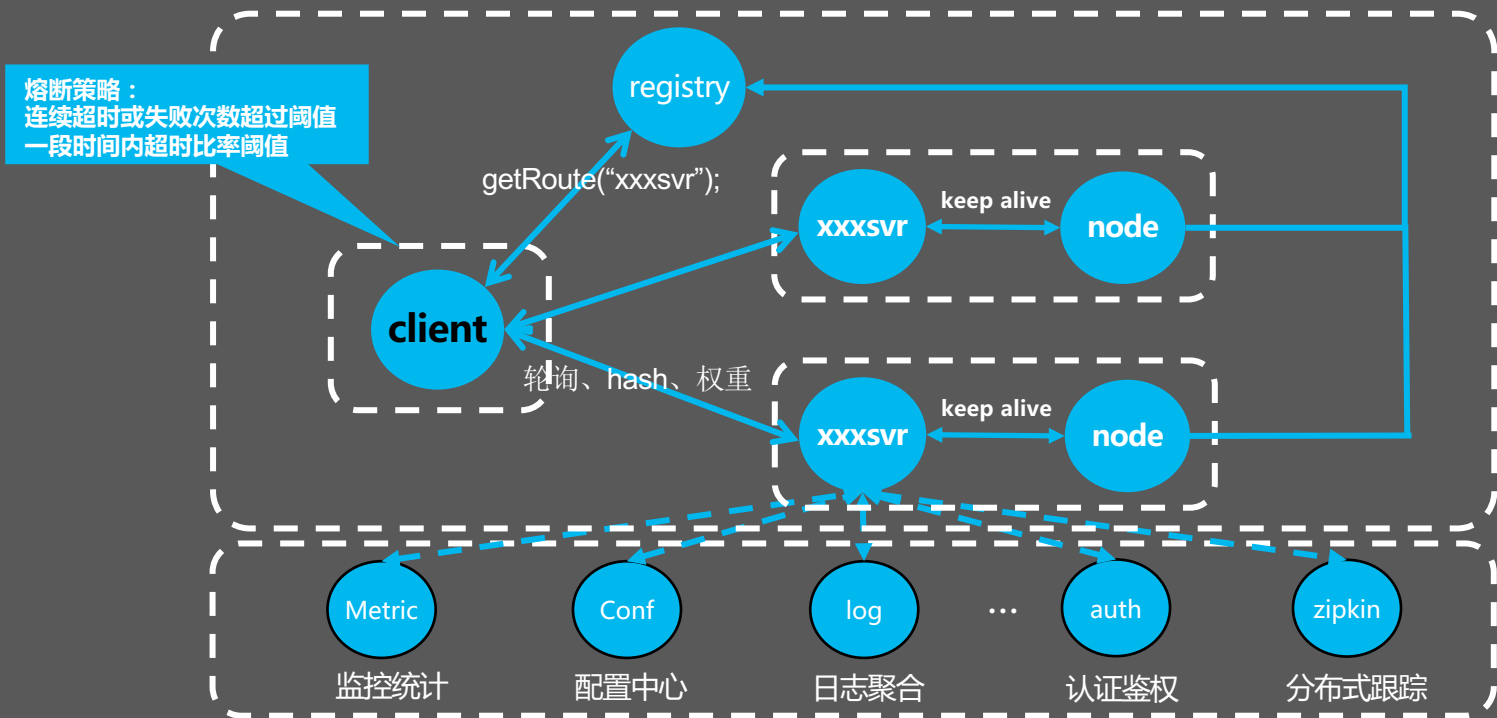 registry
熔断策略：
连续超时或失败次数超过阈值
一段时间内超时比率阈值
getRoute(“xxxsvr”);
xxxsvr
keep alive
node
client
轮询、hash、权重
xxxsvr
keep alive
node
Metric
Conf
log
...
auth
zipkin
监控统计
配置中心
日志聚合
认证鉴权
分布式跟踪